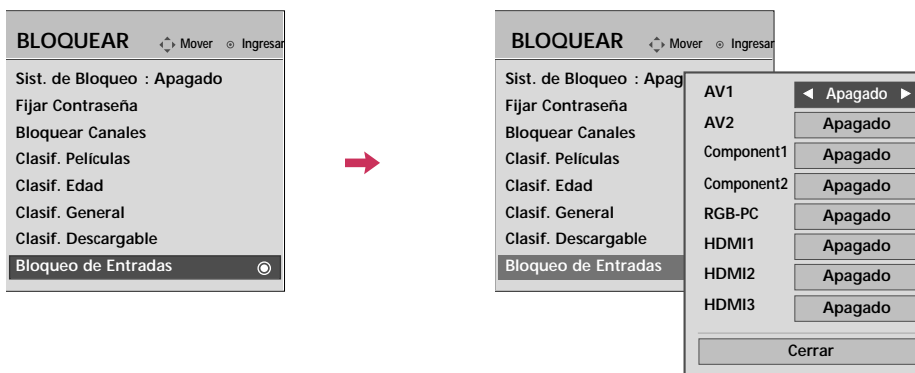 BLOQUEAR Mover Ingresar
Sist. de Bloqueo : Apagado
Fijar Contraseña
Bloquear Canales
Clasif. Películas
Clasif. Edad
Clasif. General
Clasif. Descargable
Bloqueo de Entradas
BLOQUEAR Mover Ingresar
Sist. de Bloqueo : Apag
Fijar Contraseña
Bloquear Canales
Clasif. Películas
Clasif. Edad
Clasif. General
Clasif. Descargable
Bloqueo de Entradas
AV1 ◀ Apagado ▶
AV2 Apagado
Component1 Apagado
Component2 Apagado
RGB-PC Apagado
HDMI1 Apagado
HDMI2 Apagado
HDMI3 Apagado
Cerrar